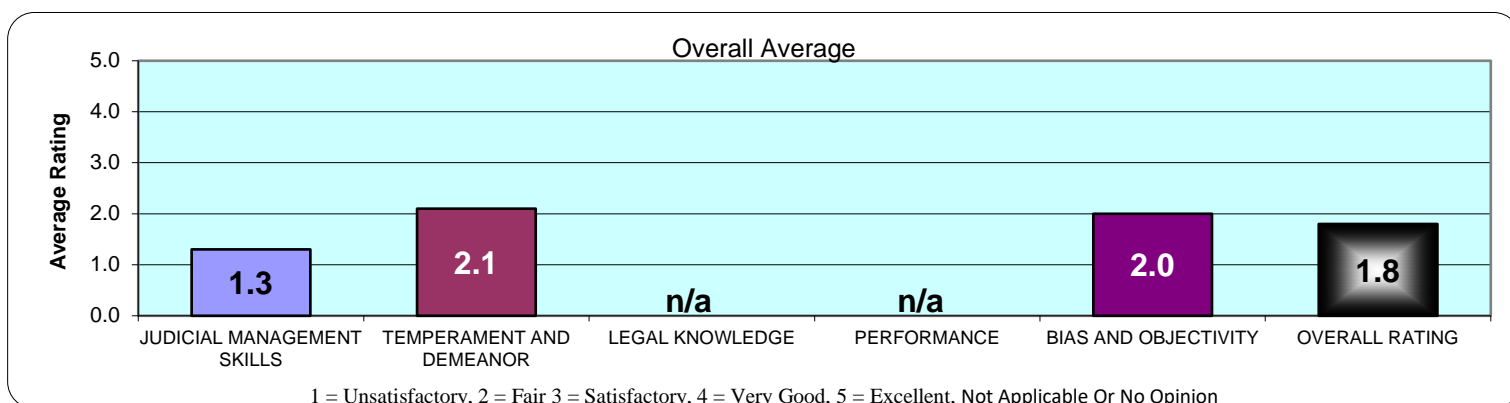 Overall Average
5.0
4.0
3.0
2.0
1.0
0.0
Average Rating
1.3
2.1
n/a
n/a
2.0
1.8
JUDICIAL MANAGEMENT
SKILLS
TEMPERAMENT AND
DEMEANOR
LEGAL KNOWLEDGE
PERFORMANCE
BIAS AND OBJECTIVITY
OVERALL RATING
1 = Unsatisfactory, 2 = Fair 3 = Satisfactory, 4 = Very Good, 5 = Excellent, Not Applicable Or No Opinion